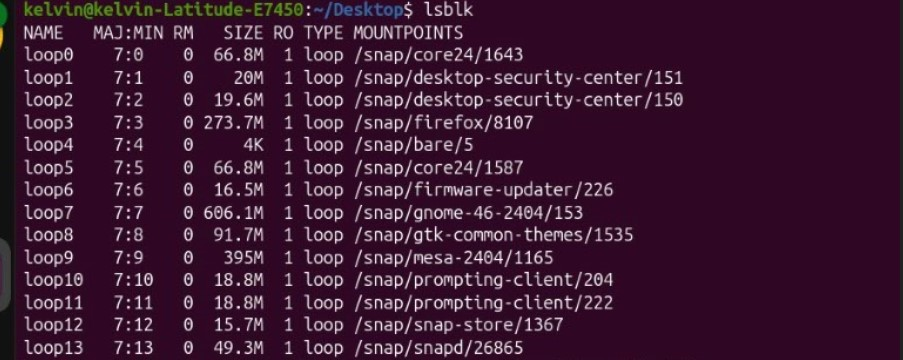 kelvin@kelvin-Latitude-E7450:~/Desktop$ lsblk
NAME   MAJ:MIN RM   SIZE RO TYPE MOUNTPOINTS
loop0    7:0    0  66.8M  1 loop /snap/core24/1643
loop1    7:1    0    20M  1 loop /snap/desktop-security-center/151
loop2    7:2    0  19.6M  1 loop /snap/desktop-security-center/150
loop3    7:3    0 273.7M  1 loop /snap/firefox/8107
loop4    7:4    0     4K  1 loop /snap/bare/5
loop5    7:5    0  66.8M  1 loop /snap/core24/1587
loop6    7:6    0  16.5M  1 loop /snap/firmware-updater/226
loop7    7:7    0 606.1M  1 loop /snap/gnome-46-2404/153
loop8    7:8    0  91.7M  1 loop /snap/gtk-common-themes/1535
loop9    7:9    0   395M  1 loop /snap/mesa-2404/1165
loop10   7:10   0  18.8M  1 loop /snap/prompting-client/204
loop11   7:11   0  18.8M  1 loop /snap/prompting-client/222
loop12   7:12   0  15.7M  1 loop /snap/snap-store/1367
loop13   7:13   0  49.3M  1 loop /snap/snapd/26865